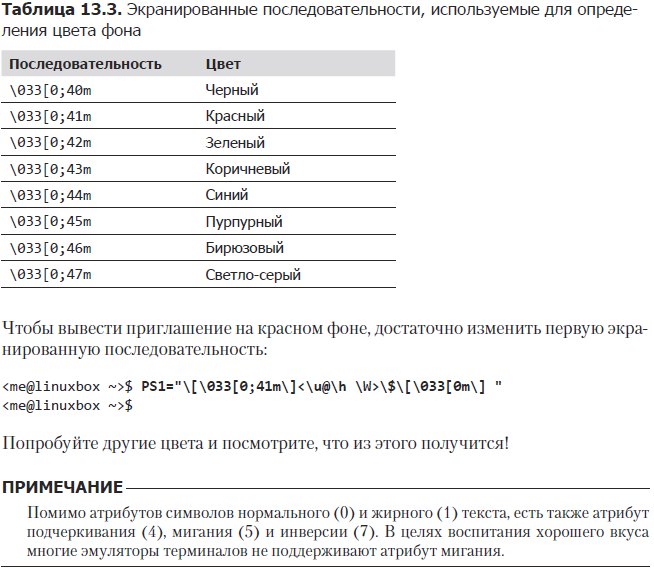 Таблица 13.3. Экранированные последовательности, используемые для опреде-
ления цвета фона
Последовательность Цвет
\033[0;40m Черный
\033[0;41m Красный
\033[0;42m Зеленый
\033[0;43m Коричневый
\033[0;44m Синий
\033[0;45m Пурпурный
\033[0;46m Бирюзовый
\033[0;47m Светло-серый
Чтобы вывести приглашение на красном фоне, достаточно изменить первую экра-
нированную последовательность:
<me@linuxbox ~>$ PS1="\[\033[0;41m\]<\u@\h \W>\$\[\033[0m\] "
<me@linuxbox ~>$
Попробуйте другие цвета и посмотрите, что из этого получится!
ПРИМЕЧАНИЕ
Помимо атрибутов символов нормального (0) и жирного (1) текста, есть также атрибут
подчеркивания (4), мигания (5) и инверсии (7). В целях воспитания хорошего вкуса
многие эмуляторы терминалов не поддерживают атрибут мигания.